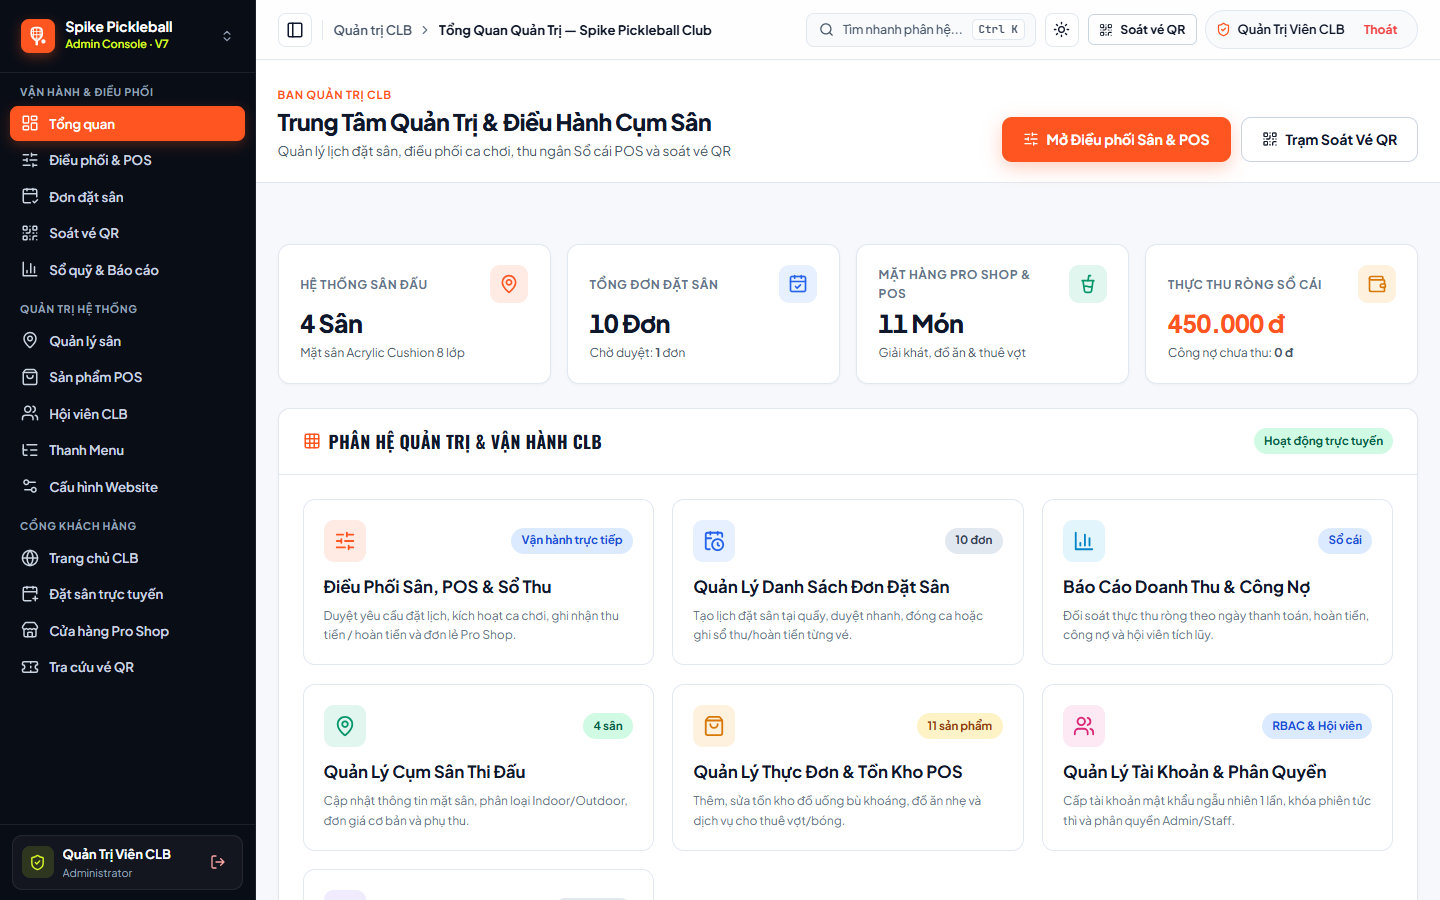 Spike Pickleball
Admin Console · V7
VẬN HÀNH & ĐIỀU PHỐI
Tổng quan
Điều phối & POS
Đơn đặt sân
Soát vé QR
Sổ quỹ & Báo cáo
QUẢN TRỊ HỆ THỐNG
Quản lý sân
Sản phẩm POS
Hội viên CLB
Thanh Menu
Cấu hình Website
CỔNG KHÁCH HÀNG
Trang chủ CLB
Đặt sân trực tuyến
Cửa hàng Pro Shop
Tra cứu vé QR
Quản Trị Viên CLB
Administrator
Quản trị CLB > Tổng Quan Quản Trị — Spike Pickleball Club
Tìm nhanh phân hệ... Ctrl K
Soát vé QR
Quản Trị Viên CLB Thoát
BAN QUẢN TRỊ CLB
Trung Tâm Quản Trị & Điều Hành Cụm Sân
Quản lý lịch đặt sân, điều phối ca chơi, thu ngân Sổ cái POS và soát vé QR
Mở Điều phối Sân & POS
Trạm Soát Vé QR
HỆ THỐNG SÂN ĐẤU
4 Sân
Mặt sân Acrylic Cushion 8 lớp
TỔNG ĐƠN ĐẶT SÂN
10 Đơn
Chờ duyệt: 1 đơn
MẶT HÀNG PRO SHOP &
POS
11 Món
Giải khát, đồ ăn & thuê vợt
THỰC THU RÒNG SỔ CÁI
450.000 đ
Công nợ chưa thu: 0 đ
PHÂN HỆ QUẢN TRỊ & VẬN HÀNH CLB
Hoạt động trực tuyến
Vận hành trực tiếp
Điều Phối Sân, POS & Sổ Thu
Duyệt yêu cầu đặt lịch, kích hoạt ca chơi, ghi nhận thu
tiền / hoàn tiền và đơn lẻ Pro Shop.
10 đơn
Quản Lý Danh Sách Đơn Đặt Sân
Tạo lịch đặt sân tại quầy, duyệt nhanh, đóng ca hoặc
ghi sổ thu/hoàn tiền từng vé.
Sổ cái
Báo Cáo Doanh Thu & Công Nợ
Đối soát thực thu ròng theo ngày thanh toán, hoàn tiền,
công nợ và hội viên tích lũy.
4 sân
Quản Lý Cụm Sân Thi Đấu
Cập nhật thông tin mặt sân, phân loại Indoor/Outdoor,
đơn giá cơ bản và phụ thu.
11 sản phẩm
Quản Lý Thực Đơn & Tồn Kho POS
Thêm, sửa tồn kho đồ uống bù khoáng, đồ ăn nhẹ và
dịch vụ cho thuê vợt/bóng.
RBAC & Hội viên
Quản Lý Tài Khoản & Phân Quyền
Cấp tài khoản mật khẩu ngẫu nhiên 1 lần, khóa phiên tức
thì và phân quyền Admin/Staff.